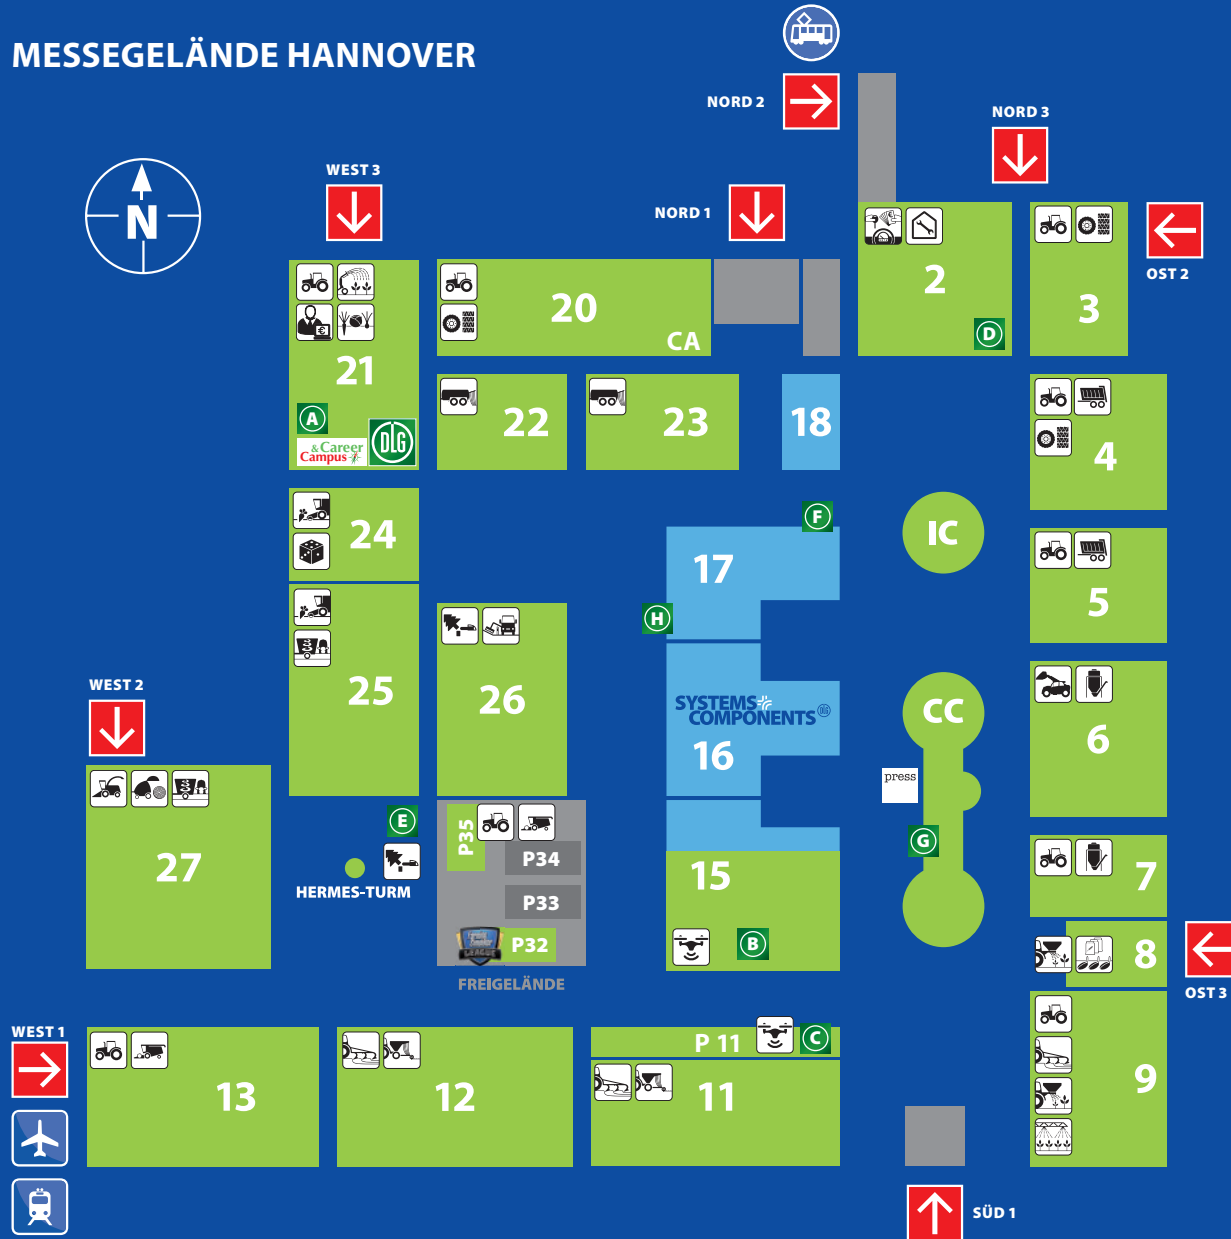 MESSEGELÄNDE HANNOVER
NORD 2
NORD 3
WEST 3
NORD 1
N
OST 2
2
D
3
20
CA
21
A
&Career
Campus
DLG
22
23
18
4
F
IC
24
17
5
H
25
26
WEST 2
CC
SYSTEMS
COMPONENTS
DLG
16
6
press
27
E
HERMES-TURM
P35
P34
P33
P32
LEAGUE
FREIGELÄNDE
15
B
G
7
8
OST 3
WEST 1
13
12
P 11
C
11
9
SÜD 1